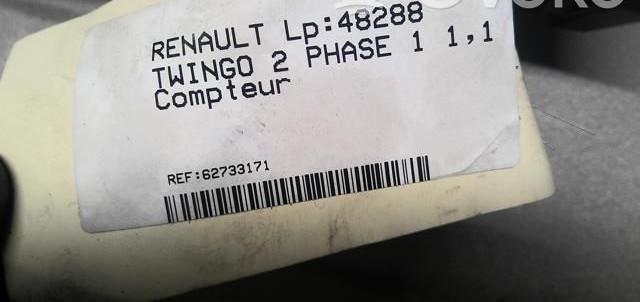 RENAULT Lp:48288
TWINGO 2 PHASE 1 1,1
Compteur
REF:62733171